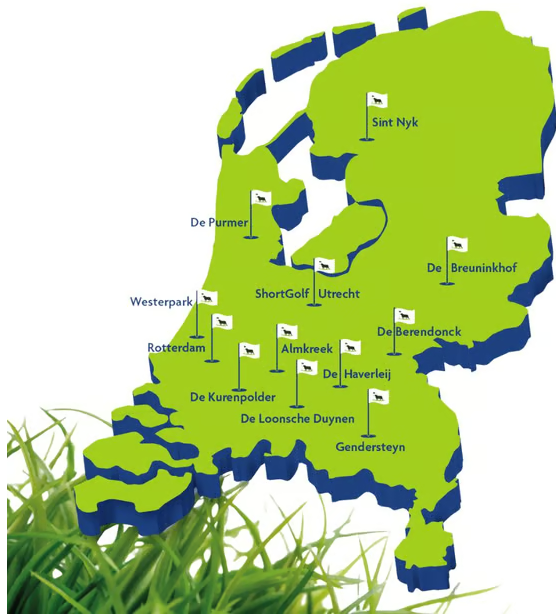 Sint Nyk
De Purmer
De Breuninkhof
ShortGolf Utrecht
Westerpark
De Berendonck
Rotterdam
Almkreek
De Haverleij
De Kurenpolder
De Loonsche Duynen
Gendersteyn